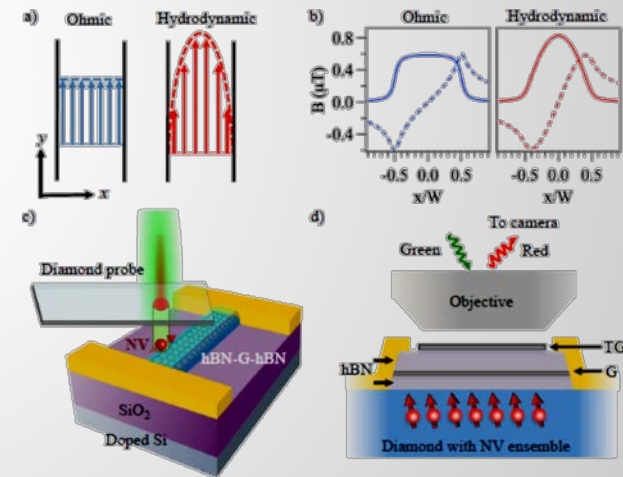 a)
Ohmic
Hydrodynamic
y
x
b)
Ohmic
Hydrodynamic
B (μT)
0.8
0.4
0.0
-0.4
-0.5
0.0
0.5
-0.5
0.0
0.5
x/W
x/W
c)
Diamond probe
NV
hBN-G-hBN
SiO₂
Doped Si
d)
To camera
Green
Red
Objective
TG
hBN
G
Diamond with NV ensemble